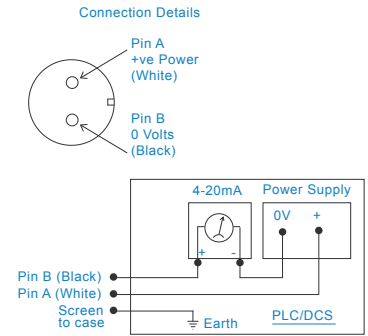 Connection Details
Pin A
+ve Power
(White)
Pin B
0 Volts
(Black)
4-20mA Power Supply
0V +
+ -
Pin B (Black)
Pin A (White)
Screen
to case
Earth
PLC/DCS